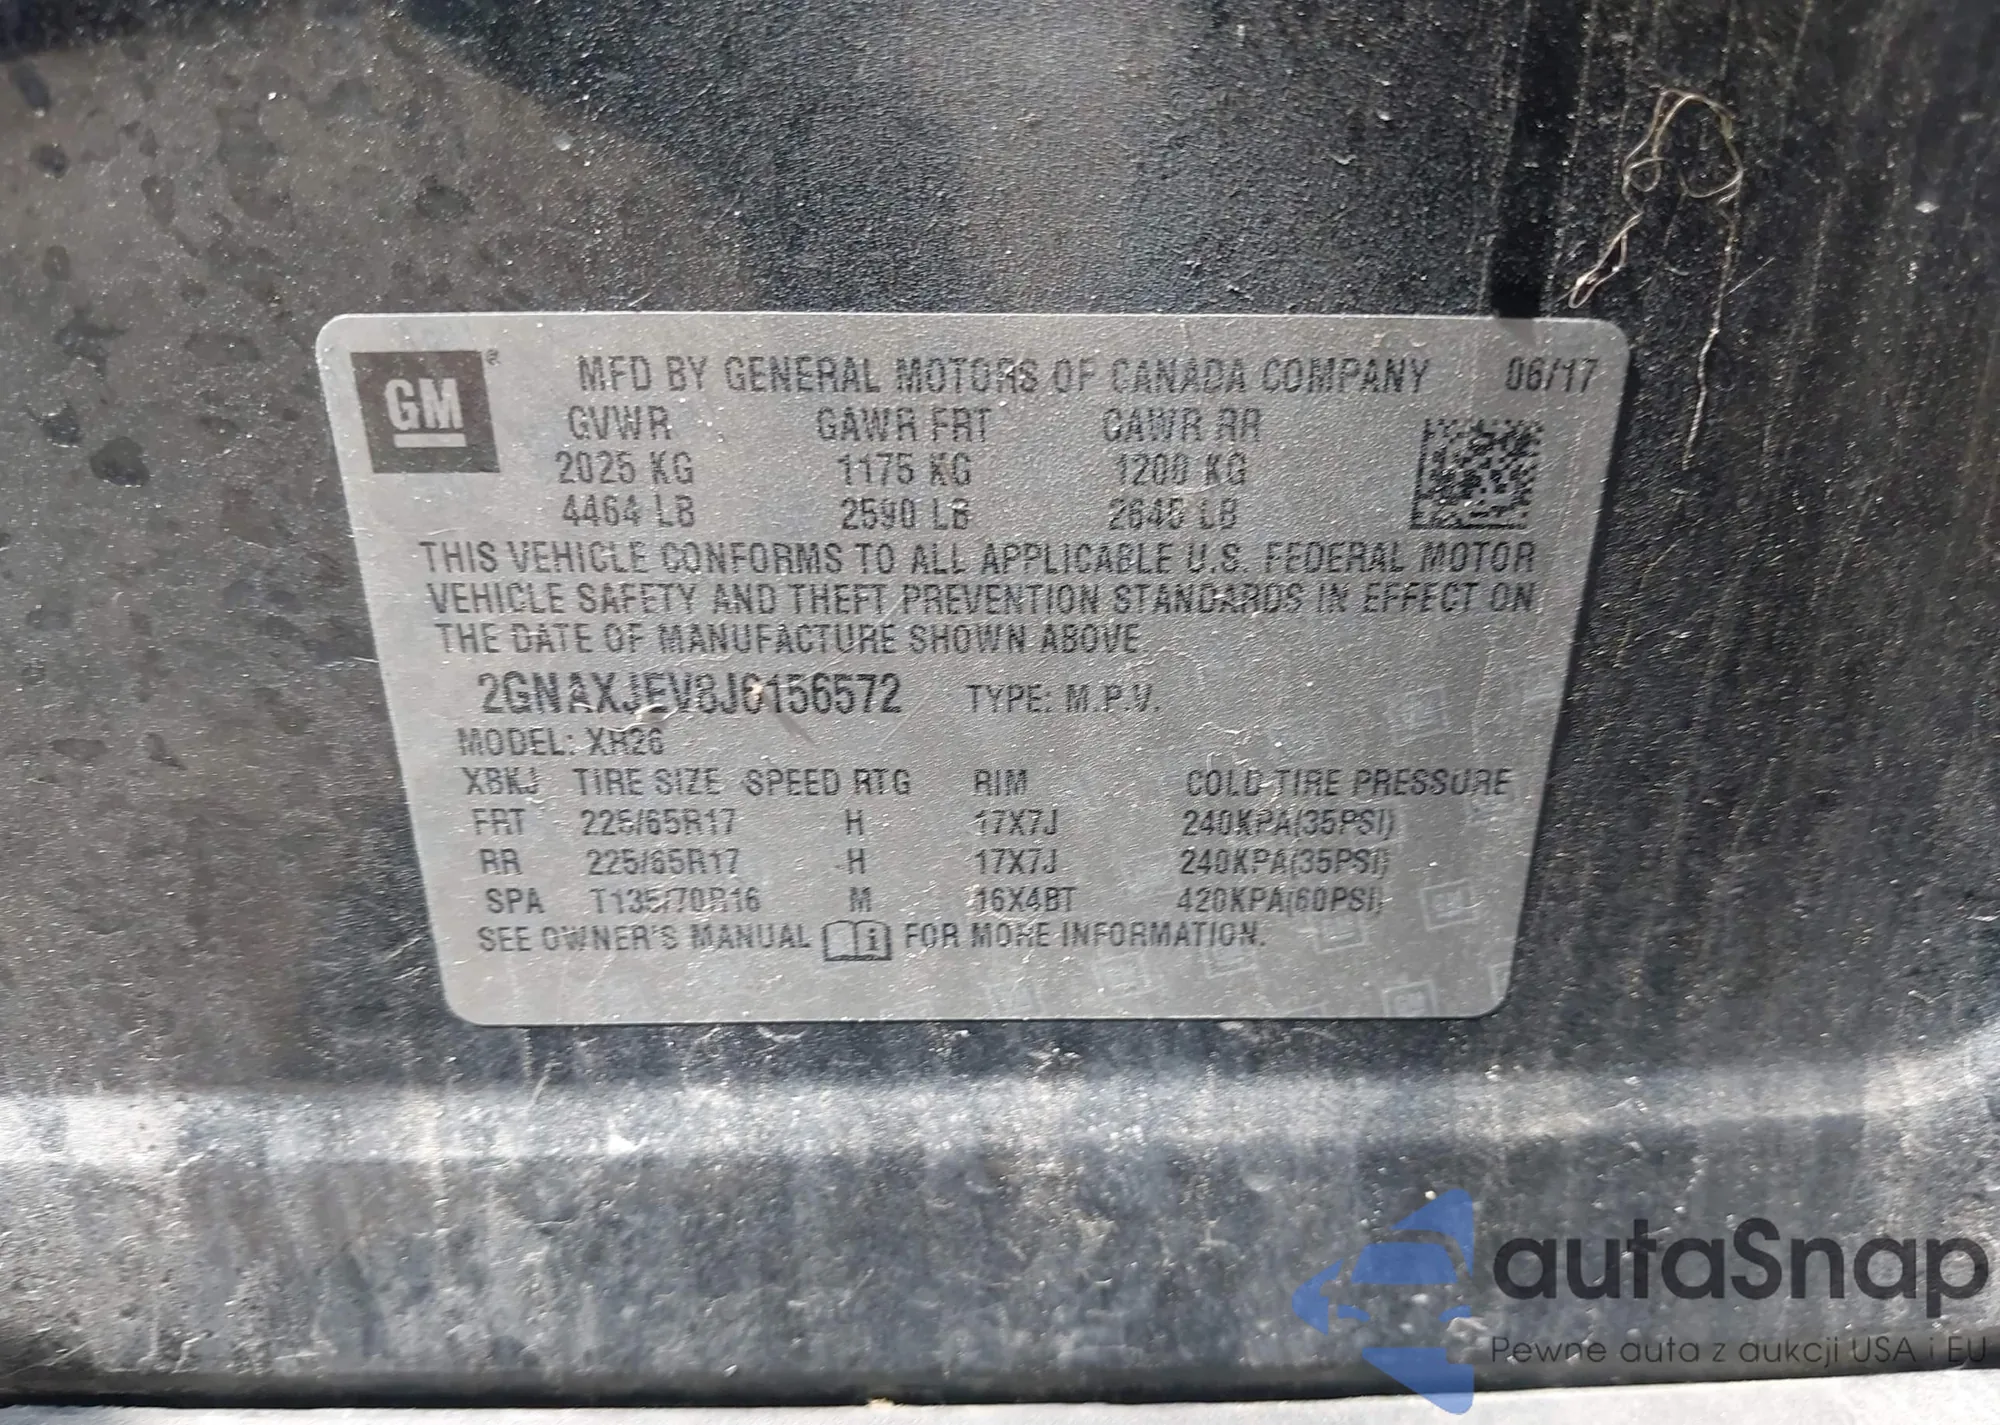 GM ®
MFD BY GENERAL MOTORS OF CANADA COMPANY 06/17
GVWR GAWR FRT GAWR RR
2025 KG 1175 KG 1200 KG
4464 LB 2590 LB 2645 LB
THIS VEHICLE CONFORMS TO ALL APPLICABLE U.S. FEDERAL MOTOR
VEHICLE SAFETY AND THEFT PREVENTION STANDARDS IN EFFECT ON
THE DATE OF MANUFACTURE SHOWN ABOVE
2GNAXJEV8J6156572 TYPE: M.P.V.
MODEL: XR26
XBKJ TIRE SIZE SPEED RTG RIM COLD TIRE PRESSURE
FRT 225/65R17 H 17X7J 240KPA(35PSI)
RR 225/65R17 H 17X7J 240KPA(35PSI)
SPA T135/70R16 M 16X4BT 420KPA(60PSI)
SEE OWNER'S MANUAL i FOR MORE INFORMATION.
autaSnap
Pewne auta z aukcji USA i EU